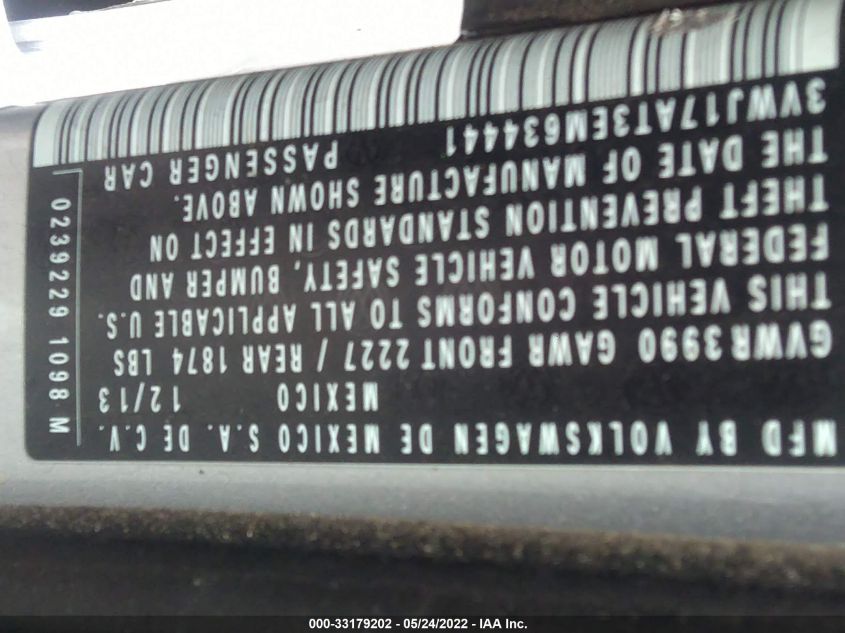 MFD BY VOLKSWAGEN DE MEXICO S.A. DE C.V.
MEXICO 12/13
GVWR 3990 GAWR FRONT 2227 / REAR 1874 LBS
THIS VEHICLE CONFORMS TO ALL APPLICABLE U.S.
FEDERAL MOTOR VEHICLE SAFETY, BUMPER AND
THEFT PREVENTION STANDARDS IN EFFECT ON
THE DATE OF MANUFACTURE SHOWN ABOVE.
3VWJ17AT3EM634441 PASSENGER CAR
0239229 1098 M
000-33179202 - 05/24/2022 - IAA Inc.